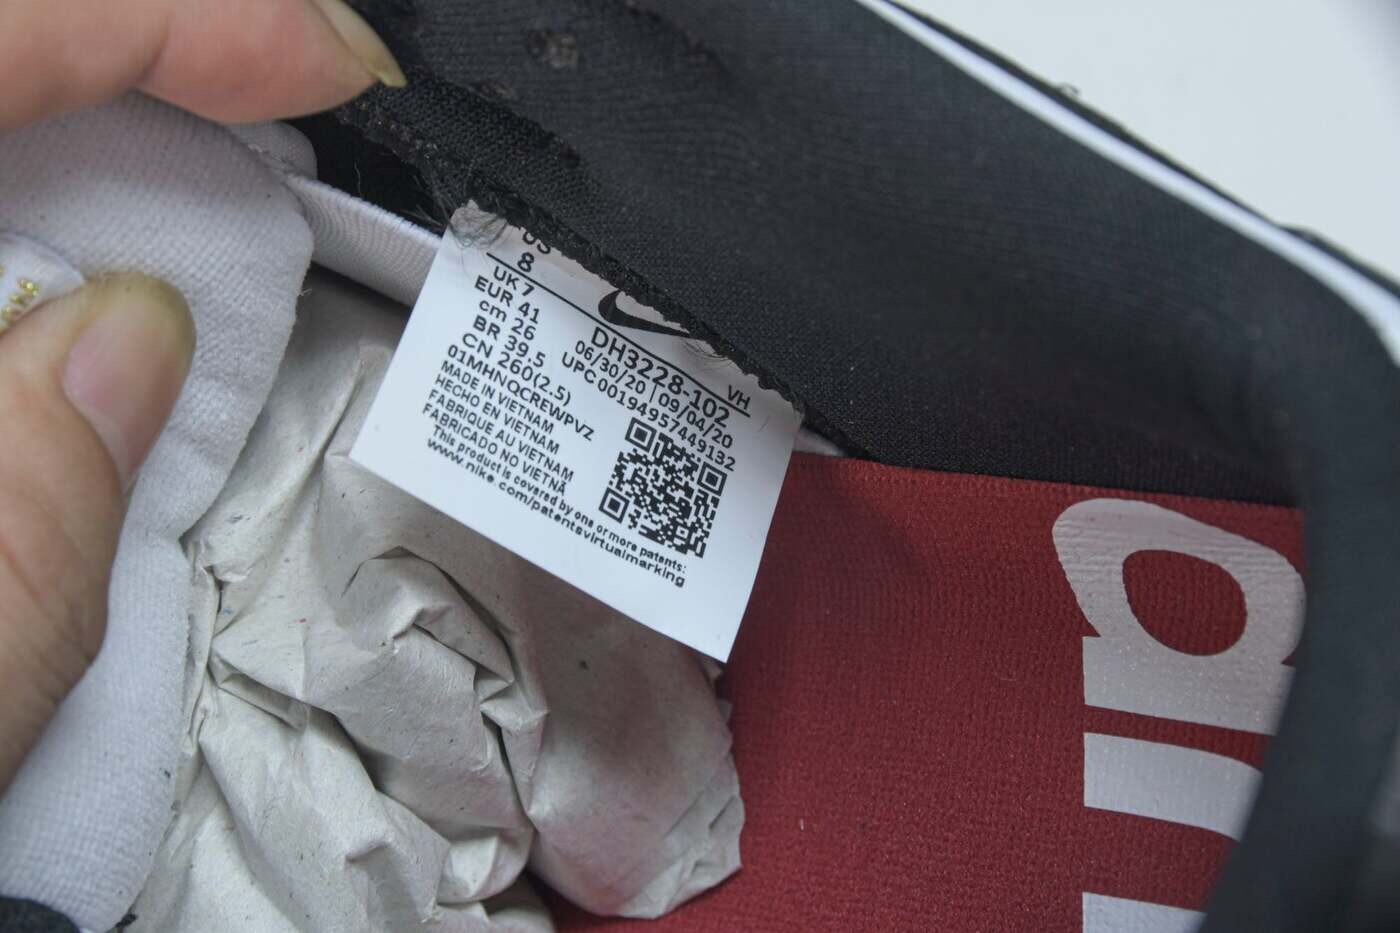 US
8
UK 7
EUR 41
cm 26
BR 39.5
CN 260(2.5)
DH3228-102 VH
06/30/20 | 09/04/20
UPC 00194957449132
01MHNQCREWPVZ
MADE IN VIETNAM
HECHO EN VIETNAM
FABRIQUE AU VIETNAM
FABRICADO NO VIETNÃ
This product is covered by one or more patents:
www.nike.com/patentsvirtualmarking